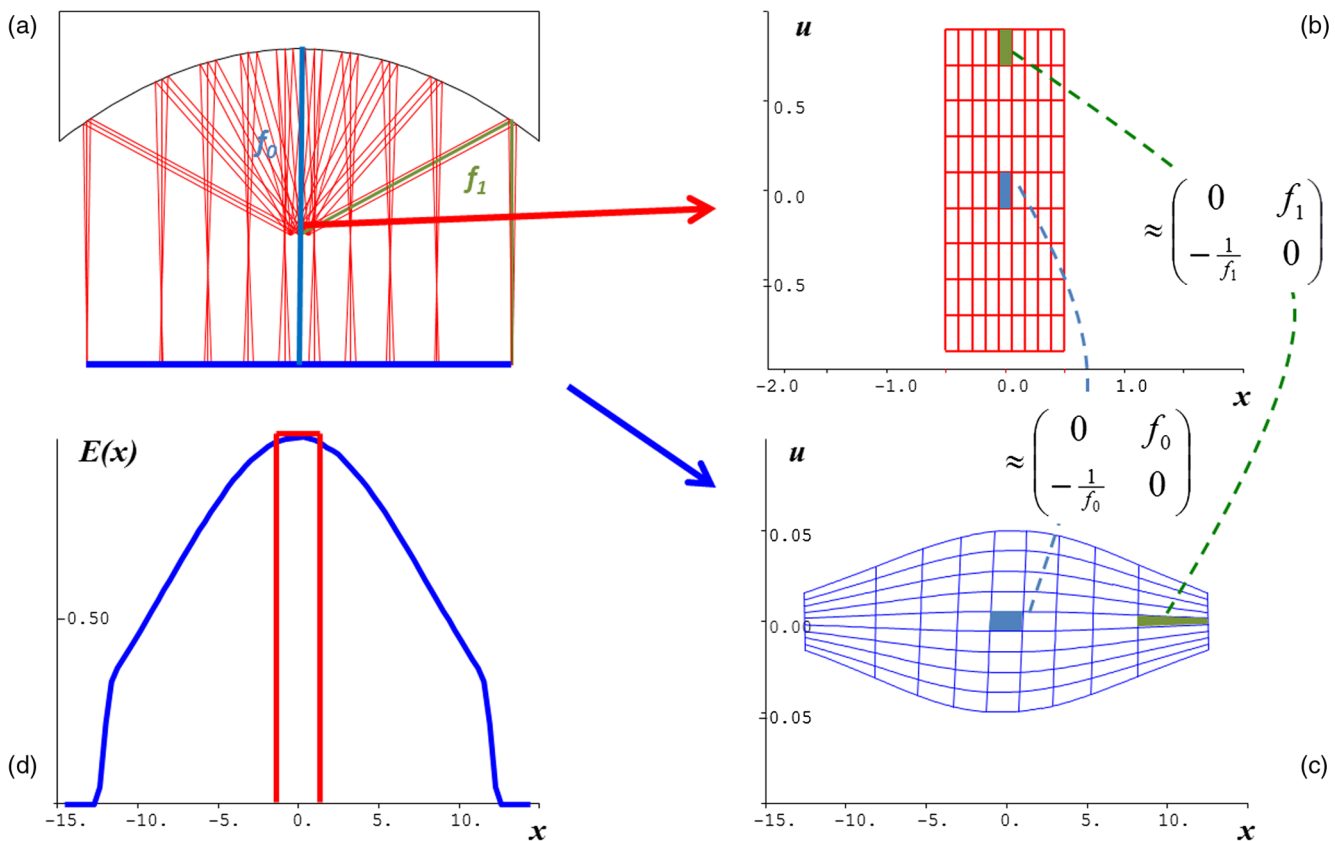 (a)
f₀
f₁
(b)
u
0.5
0.0
-0.5
-2.0 -1.0 0.0 1.0
x
≈ ( 0 f₁
-1/f₁ 0 )
≈ ( 0 f₀
-1/f₀ 0 )
(c)
u
0.05
0.00
-0.05
-15. -10. -5. 0. 5. 10.
x
(d)
E(x)
0.50
-15. -10. -5. 0. 5. 10.
x